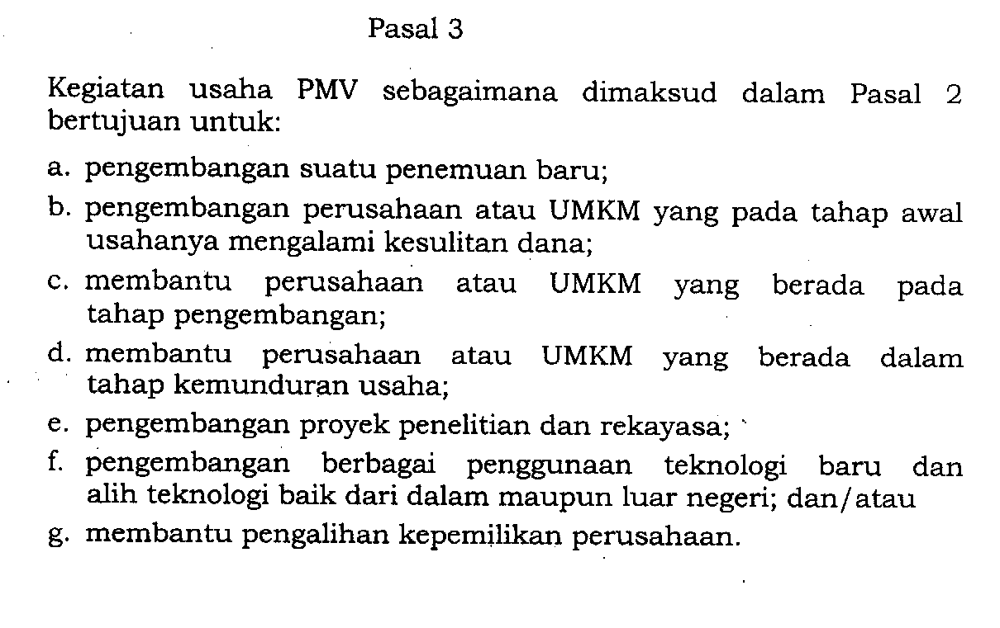 Pasal 3
Kegiatan usaha PMV sebagaimana dimaksud dalam Pasal 2
bertujuan untuk:
a. pengembangan suatu penemuan baru;
b. pengembangan perusahaan atau UMKM yang pada tahap awal
usahanya mengalami kesulitan dana;
c. membantu perusahaan atau UMKM yang berada pada
tahap pengembangan;
d. membantu perusahaan atau UMKM yang berada dalam
tahap kemunduran usaha;
e. pengembangan proyek penelitian dan rekayasa;
f. pengembangan berbagai penggunaan teknologi baru dan
alih teknologi baik dari dalam maupun luar negeri; dan/atau
g. membantu pengalihan kepemilikan perusahaan.